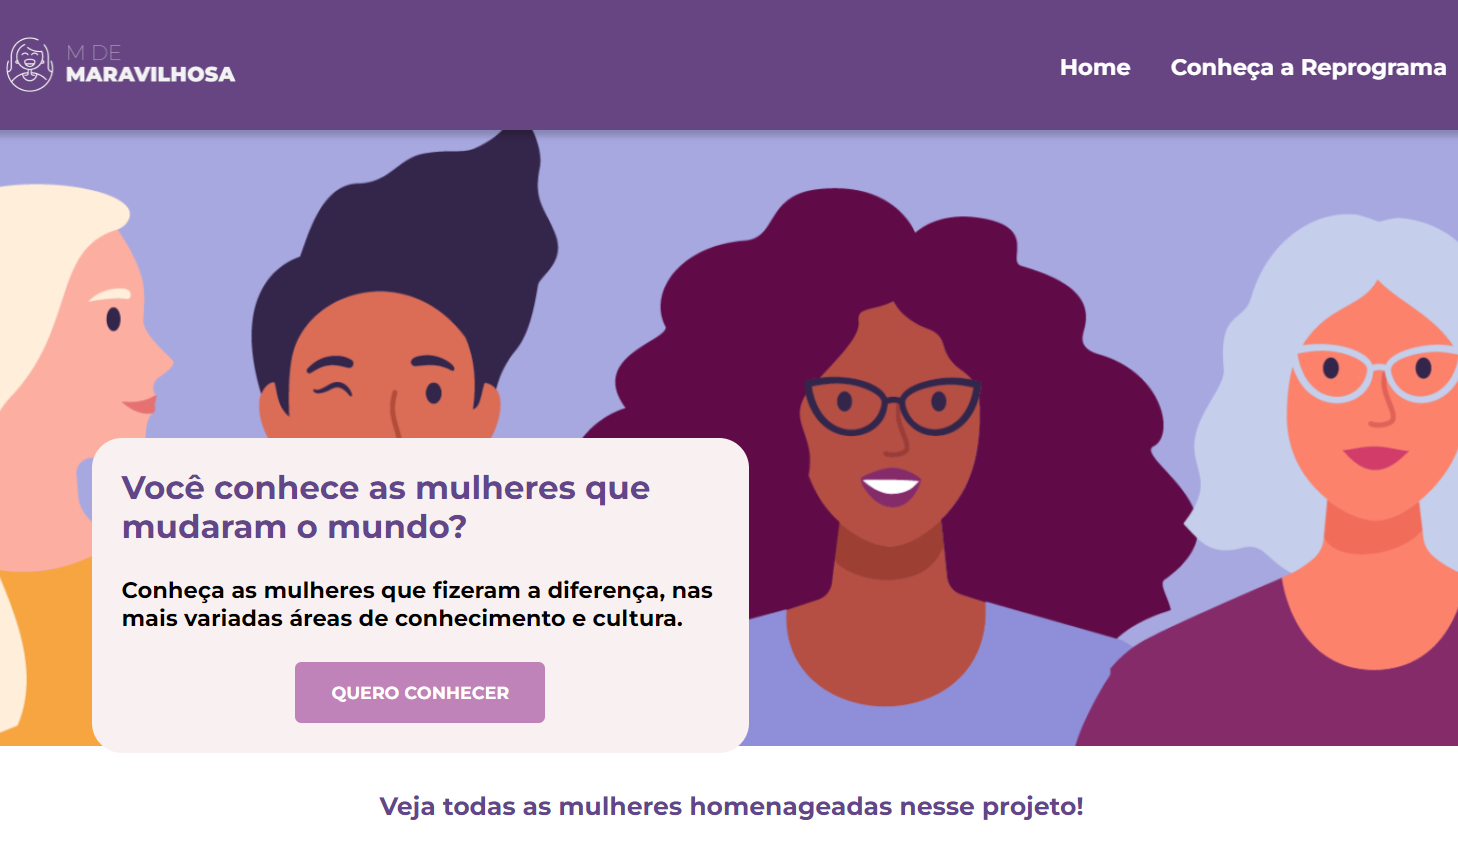 M DE
MARAVILHOSA
Home
Conheça a Reprograma
Você conhece as mulheres que
mudaram o mundo?
Conheça as mulheres que fizeram a diferença, nas
mais variadas áreas de conhecimento e cultura.
QUERO CONHECER
Veja todas as mulheres homenageadas nesse projeto!